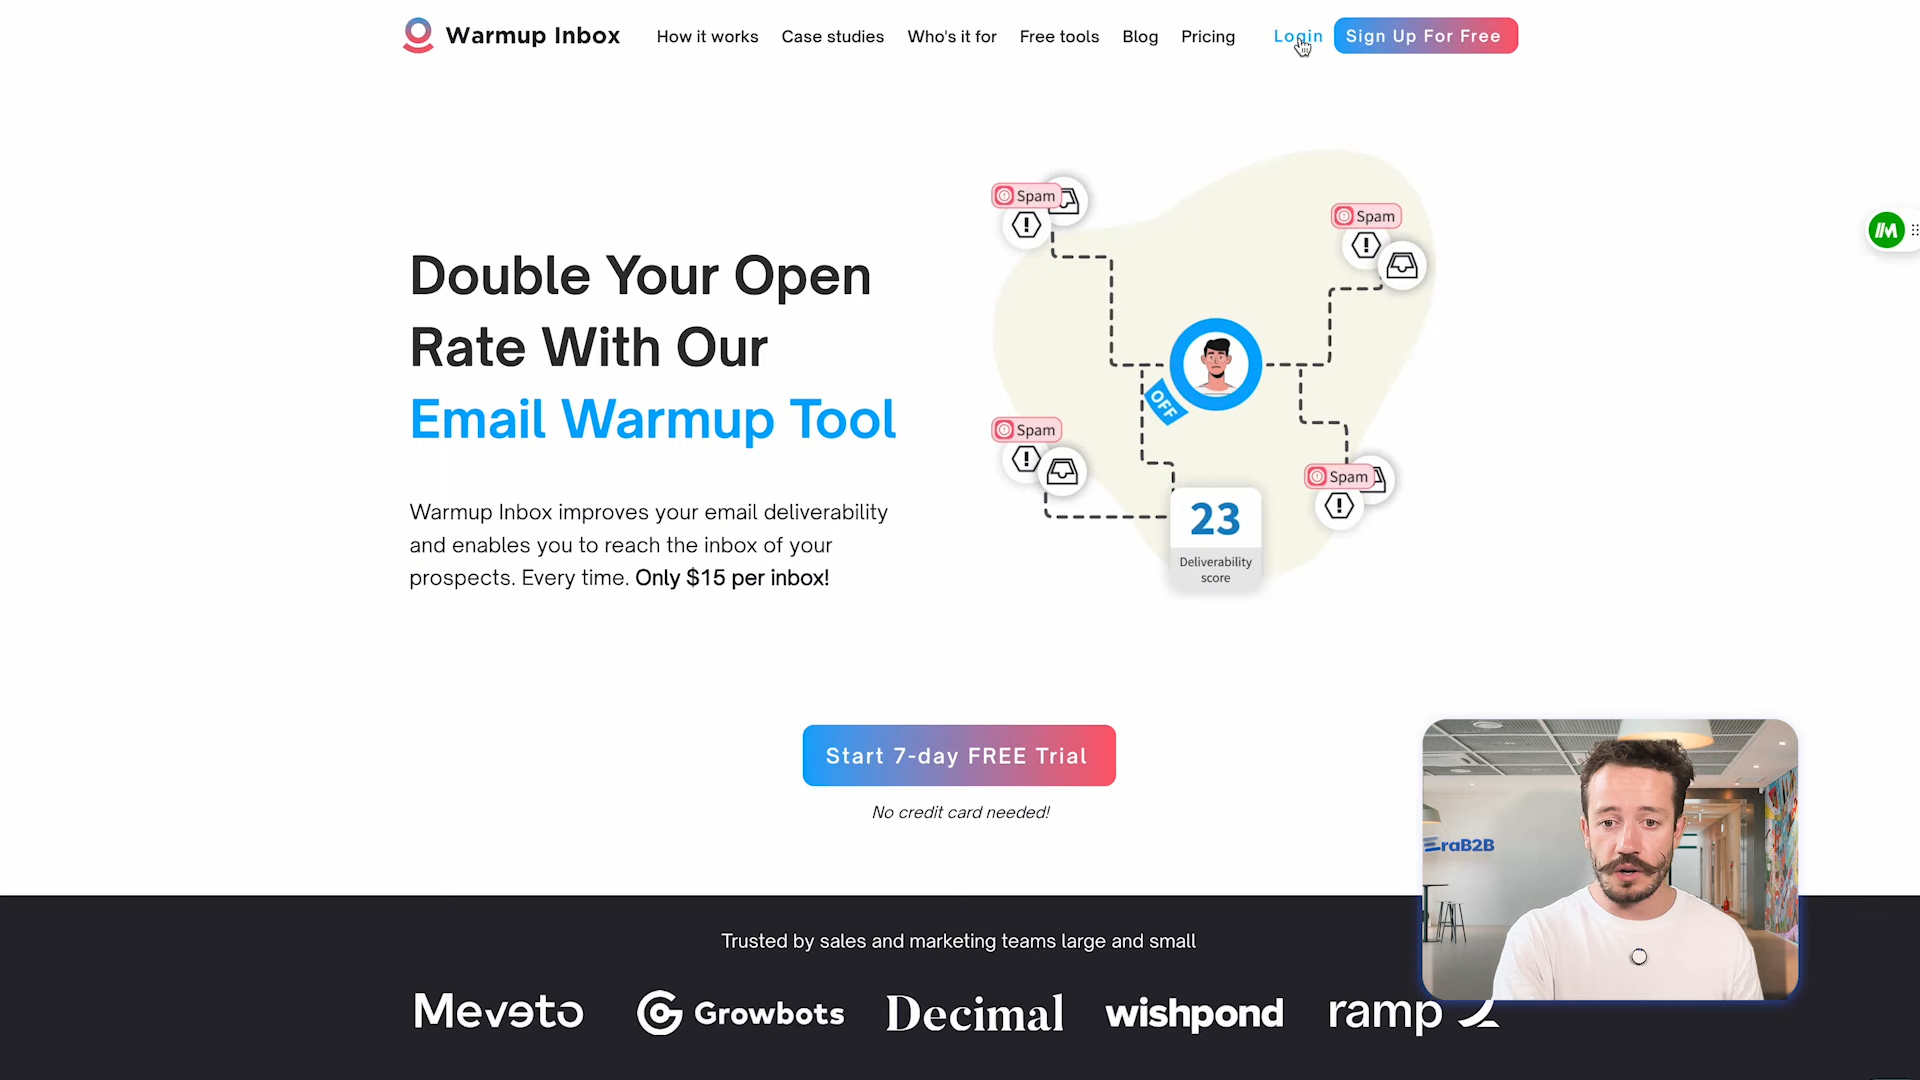 Warmup Inbox
How it works
Case studies
Who's it for
Free tools
Blog
Pricing
Login
Sign Up For Free
Double Your Open
Rate With Our
Email Warmup Tool
Warmup Inbox improves your email deliverability
and enables you to reach the inbox of your
prospects. Every time. Only $15 per inbox!
Spam
Spam
OFF
Spam
Spam
23
Deliverability
score
Start 7-day FREE Trial
No credit card needed!
EraB2B
Trusted by sales and marketing teams large and small
Meveto
Growbots
Decimal
wishpond
ramp